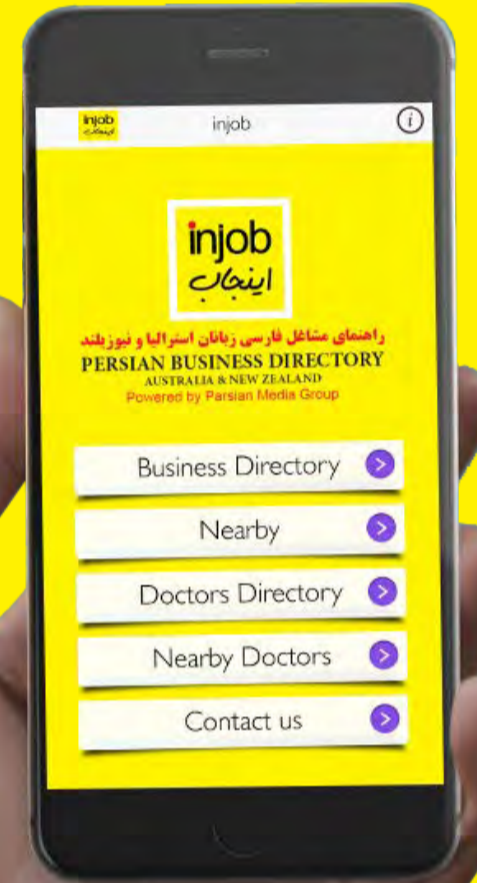 injob
اینجاب
injob
i
injob
اینجاب
راهنمای مشاغل فارسی زبانان استرالیا و نیوزیلند
PERSIAN BUSINESS DIRECTORY
AUSTRALIA & NEW ZEALAND
Powered by Parsian Media Group
Business Directory
Nearby
Doctors Directory
Nearby Doctors
Contact us